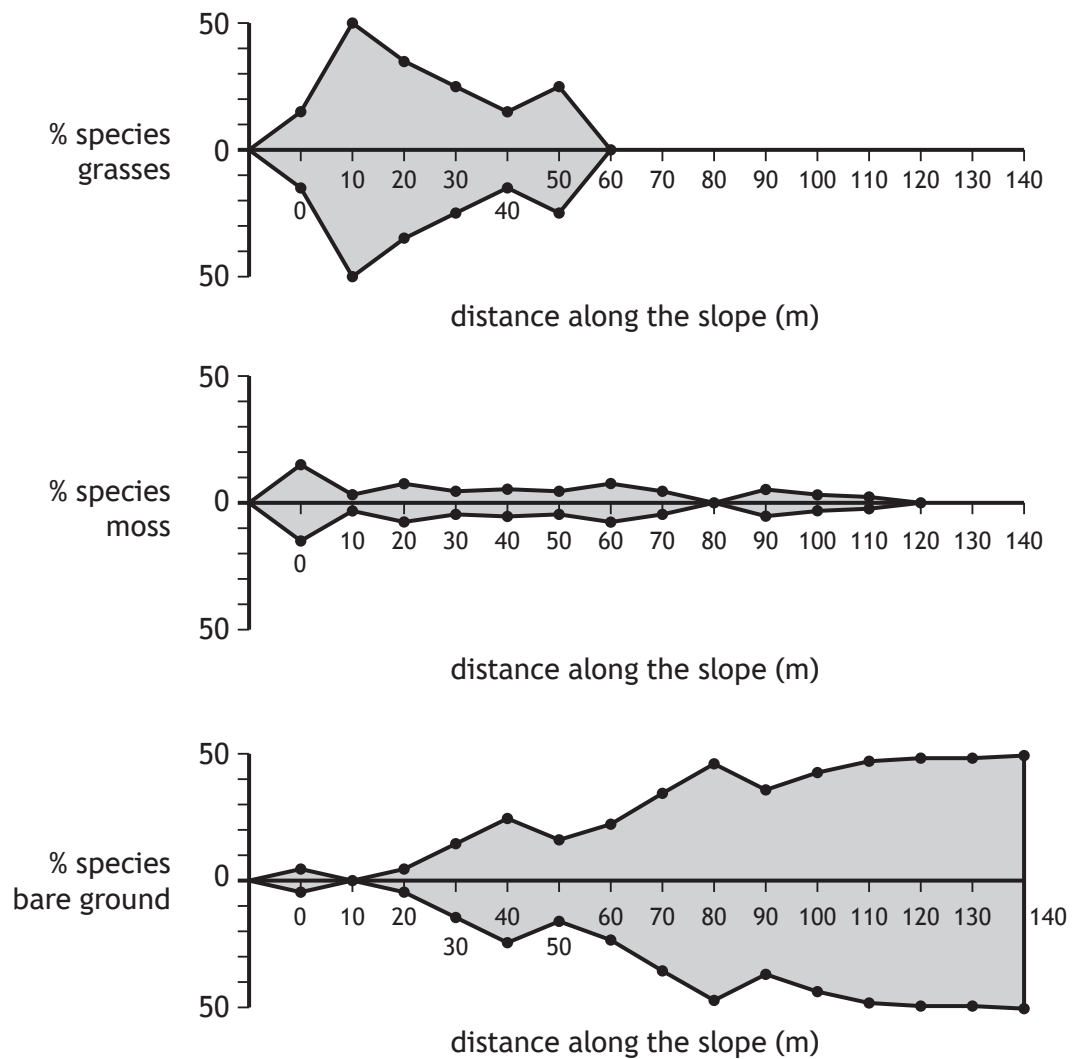 50
% species
grasses
0
10 20 30 50 60 70 80 90 100 110 120 130 140
0 40
50
distance along the slope (m)
50
% species
moss
0
10 20 30 40 50 60 70 80 90 100 110 120 130 140
0
50
distance along the slope (m)
50
% species
bare ground
0
0 10 20 40 60 70 80 90 100 110 120 130 140
30 50
50
distance along the slope (m)